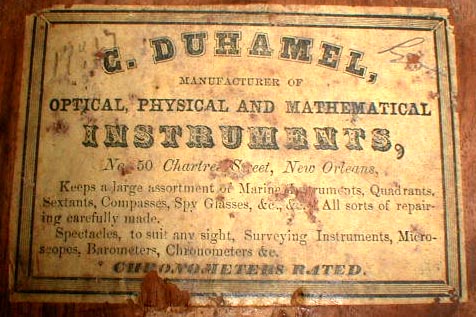 G. DUHAMEL,
MANUFACTURER OF
OPTICAL, PHYSICAL AND MATHEMATICAL
INSTRUMENTS,
No. 50 Chartres Street, New Orleans,
Keeps a large assortment of Marine Instruments, Quadrants,
Sextants, Compasses, Spy Glasses, &c., &c. All sorts of repair-
ing carefully made.
Spectacles, to suit any sight, Surveying Instruments, Micro-
scopes, Barometers, Chronometers &c.
CHRONOMETERS RATED.